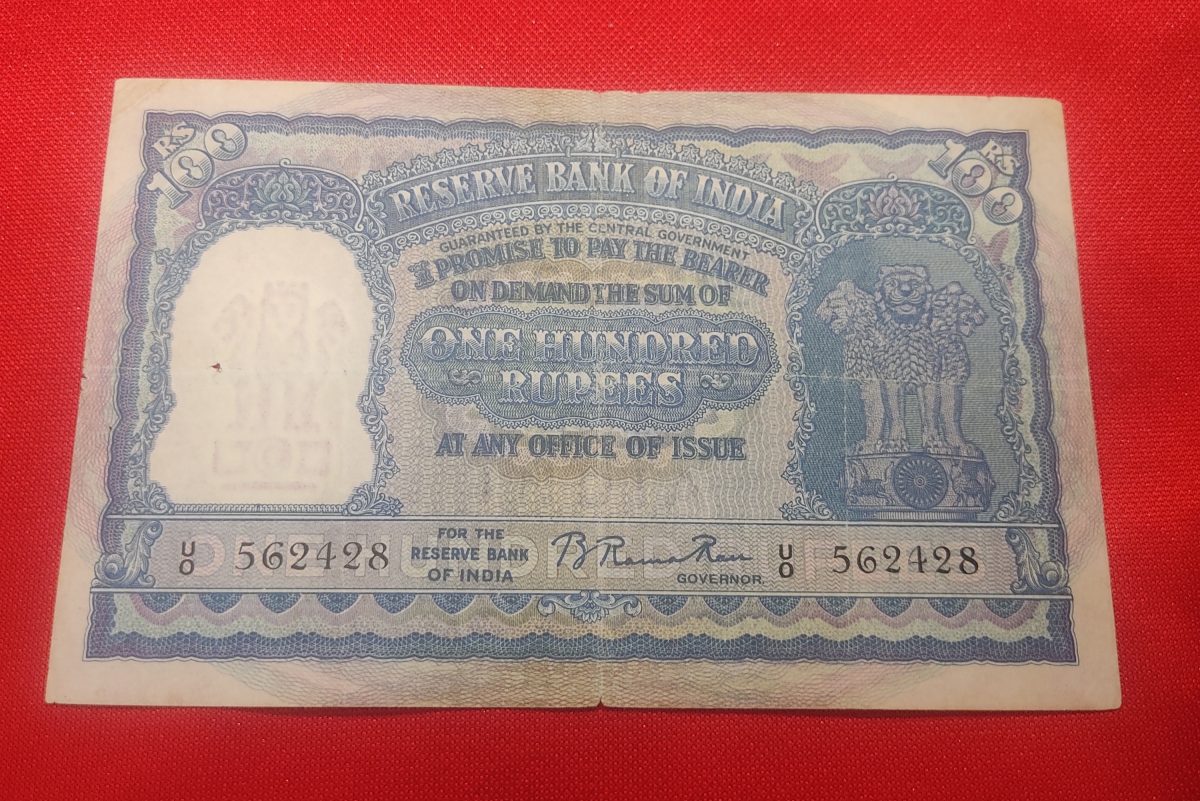 RS 100
RS 100
RESERVE BANK OF INDIA
GUARANTEED BY THE CENTRAL GOVERNMENT
I PROMISE TO PAY THE BEARER
ON DEMAND THE SUM OF
ONE HUNDRED
RUPEES
AT ANY OFFICE OF ISSUE
U/0 562428
FOR THE
RESERVE BANK
OF INDIA
B Rama Rau
GOVERNOR.
U/0 562428